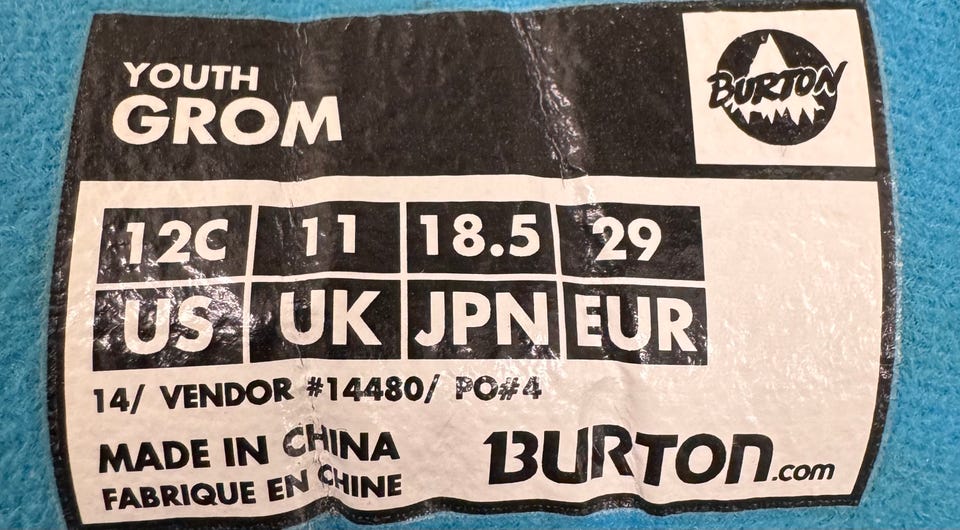 YOUTH
GROM
BURTON
12C 11 18.5 29
US UK JPN EUR
14/ VENDOR #14480/ PO#4
MADE IN CHINA
FABRIQUE EN CHINE
BURTON.com